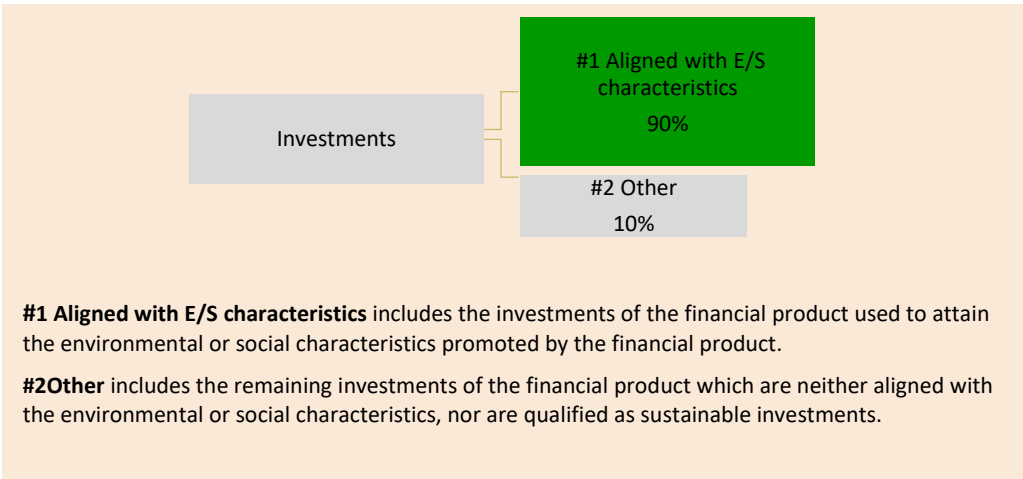 #1 Aligned with E/S
characteristics
90%
Investments
#2 Other
10%
#1 Aligned with E/S characteristics includes the investments of the financial product used to attain
the environmental or social characteristics promoted by the financial product.
#2Other includes the remaining investments of the financial product which are neither aligned with
the environmental or social characteristics, nor are qualified as sustainable investments.